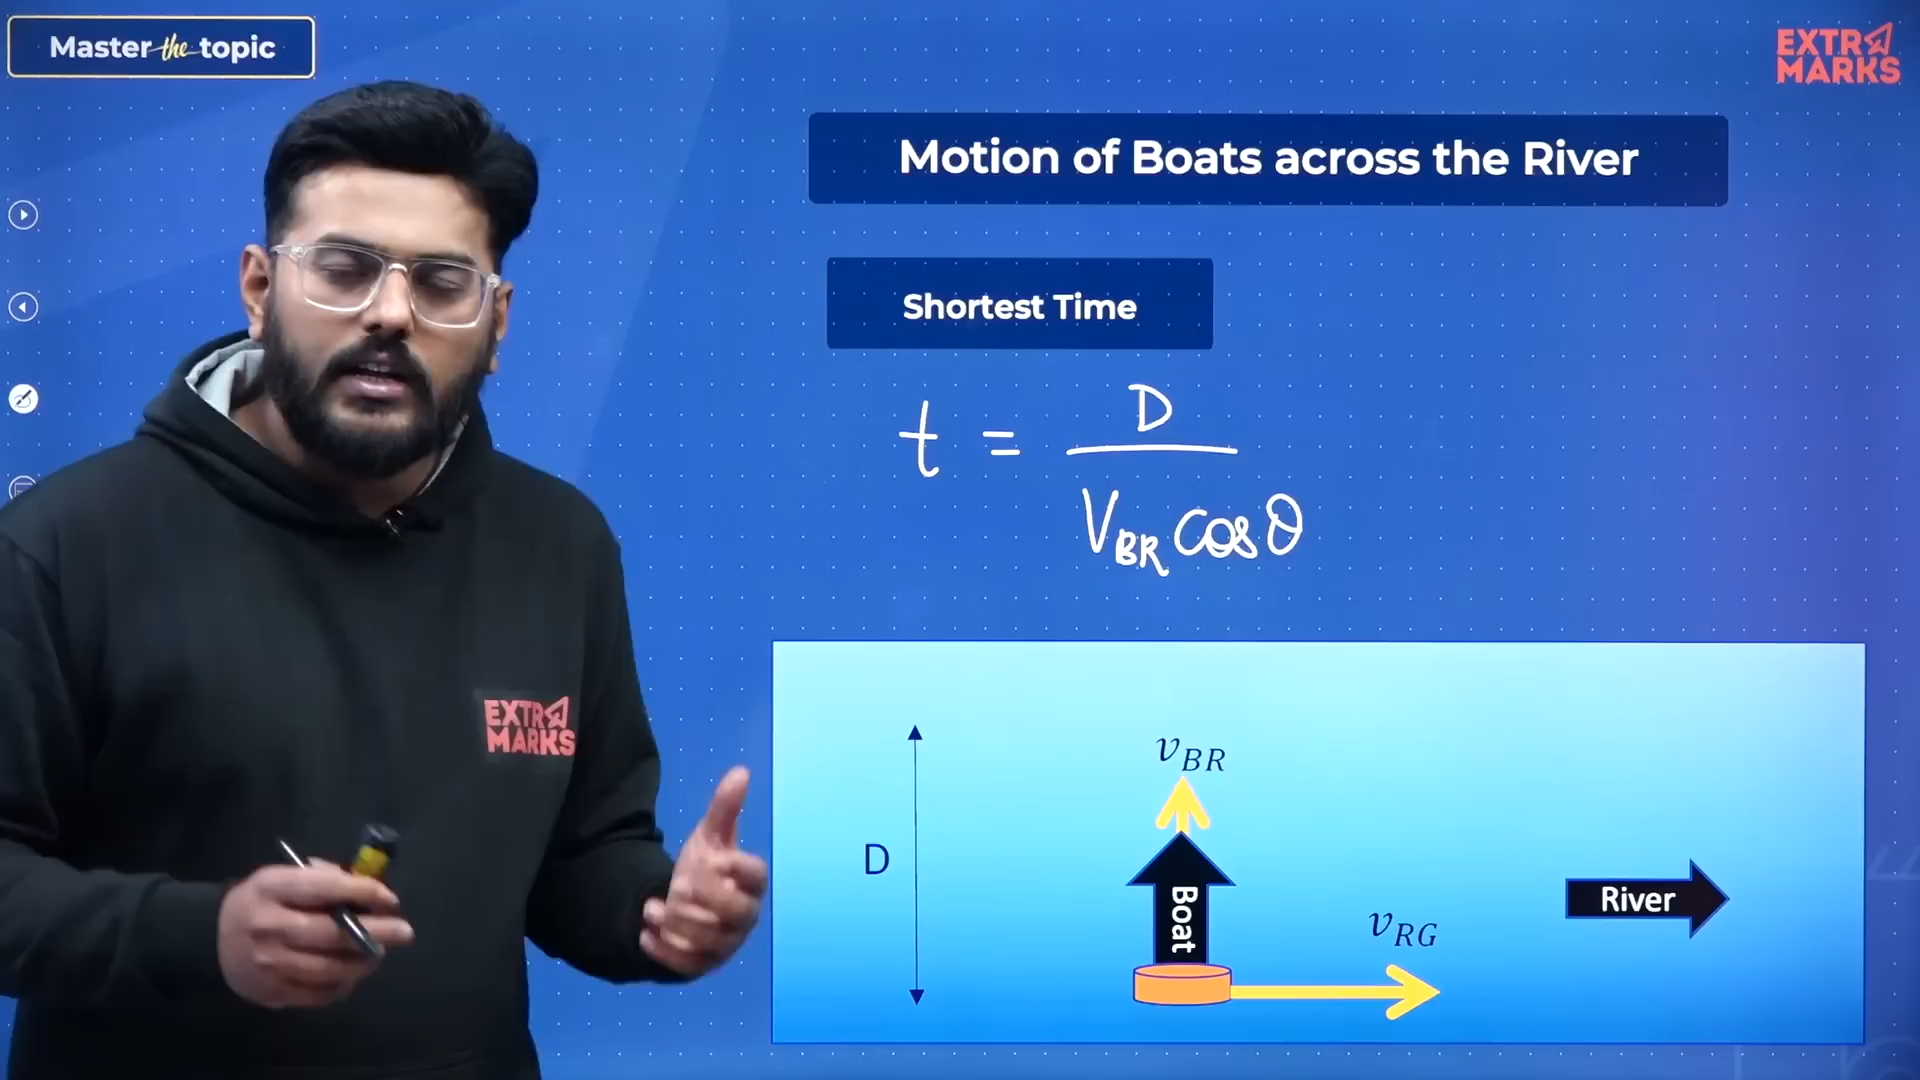 Master the topic
EXTRA
MARKS
Motion of Boats across the River
Shortest Time
t = D / V_BR cosθ
EXTRA
MARKS
v_BR
D
Boat
v_RG
River